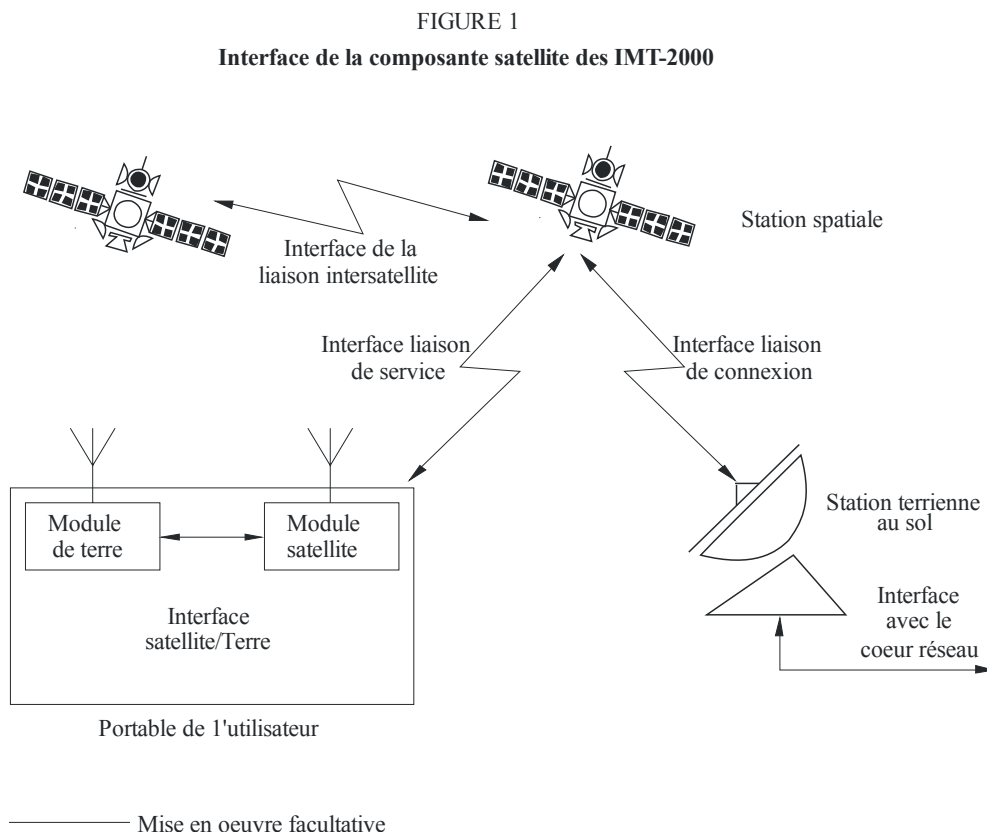 FIGURE 1
Interface de la composante satellite des IMT-2000
Station spatiale
Interface de la
liaison intersatellite
Interface liaison
de service
Interface liaison
de connexion
Module
de terre
Module
satellite
Station terrienne
au sol
Interface
satellite/Terre
Interface
avec le
coeur réseau
Portable de 1'utilisateur
Mise en oeuvre facultative